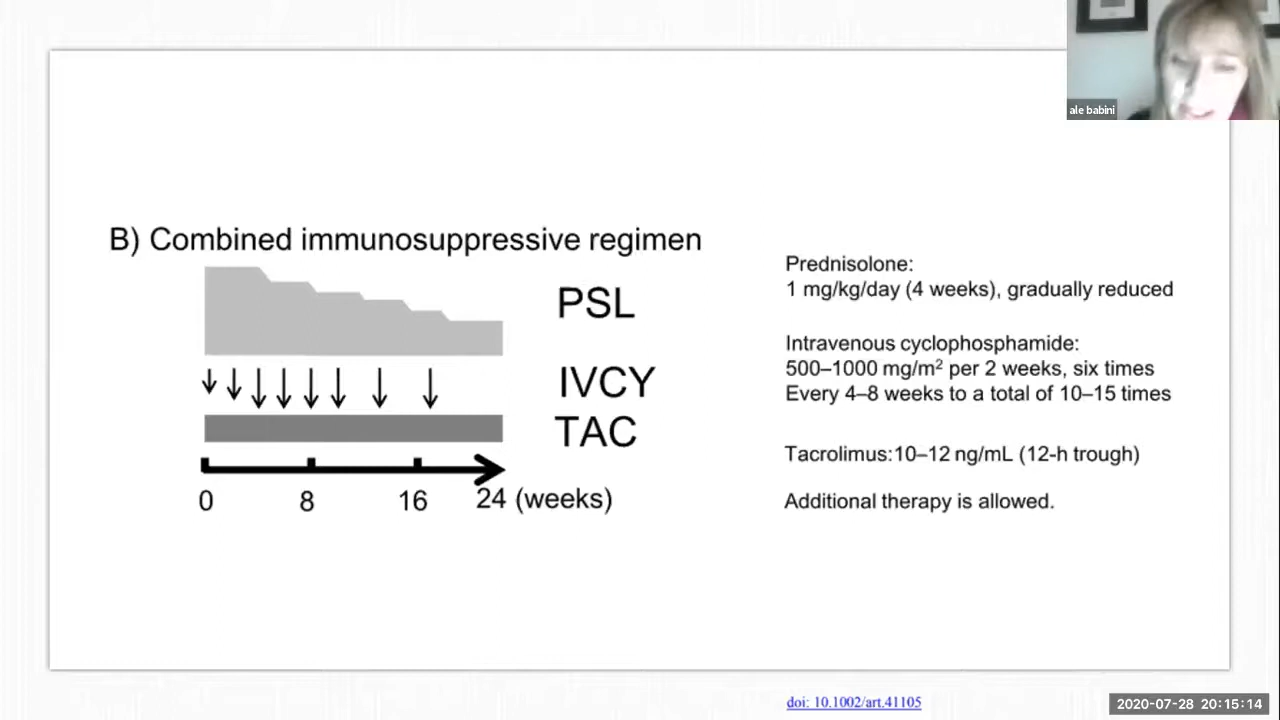 ale babini
B) Combined immunosuppressive regimen
PSL
IVCY
TAC
0 8 16 24 (weeks)
Prednisolone:
1 mg/kg/day (4 weeks), gradually reduced
Intravenous cyclophosphamide:
500–1000 mg/m² per 2 weeks, six times
Every 4–8 weeks to a total of 10–15 times
Tacrolimus:10–12 ng/mL (12-h trough)
Additional therapy is allowed.
doi: 10.1002/art.41105
2020-07-28 20:15:14